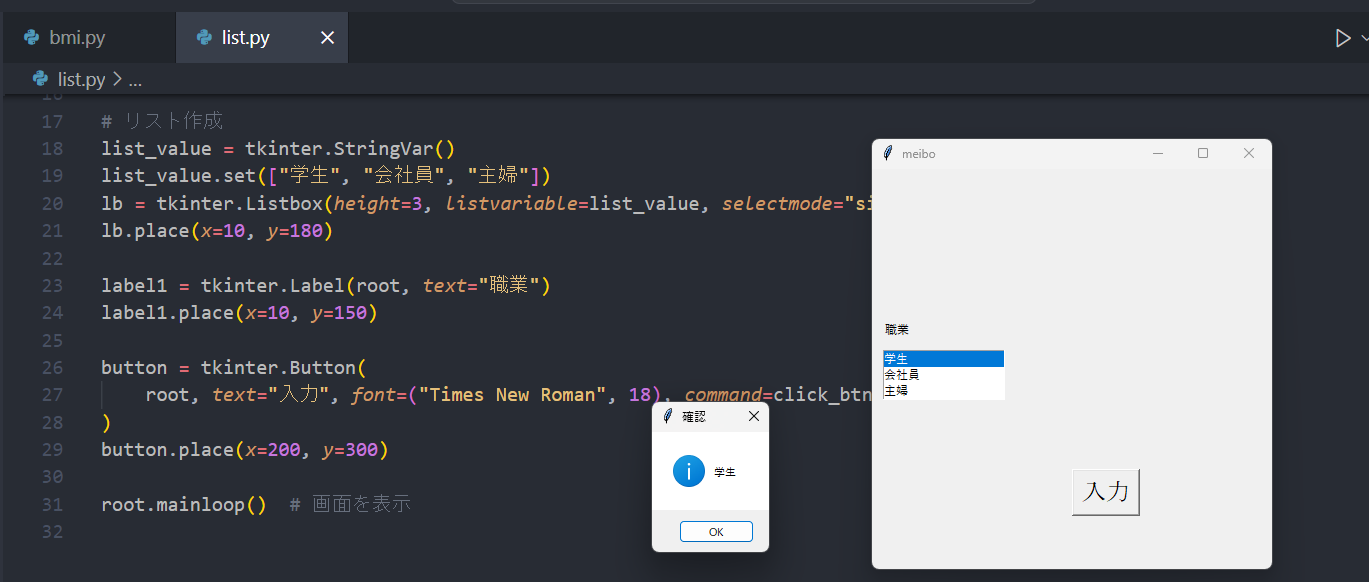 bmi.py
list.py
list.py > ...
16
17 # リスト作成
18 list_value = tkinter.StringVar()
19 list_value.set(["学生", "会社員", "主婦"])
20 lb = tkinter.Listbox(height=3, listvariable=list_value, selectmode="si
21 lb.place(x=10, y=180)
22
23 label1 = tkinter.Label(root, text="職業")
24 label1.place(x=10, y=150)
25
26 button = tkinter.Button(
27 root, text="入力", font=("Times New Roman", 18), command=click_btn
28 )
29 button.place(x=200, y=300)
30
31 root.mainloop() # 画面を表示
32
meibo
職業
学生
会社員
主婦
入力
確認
学生
OK